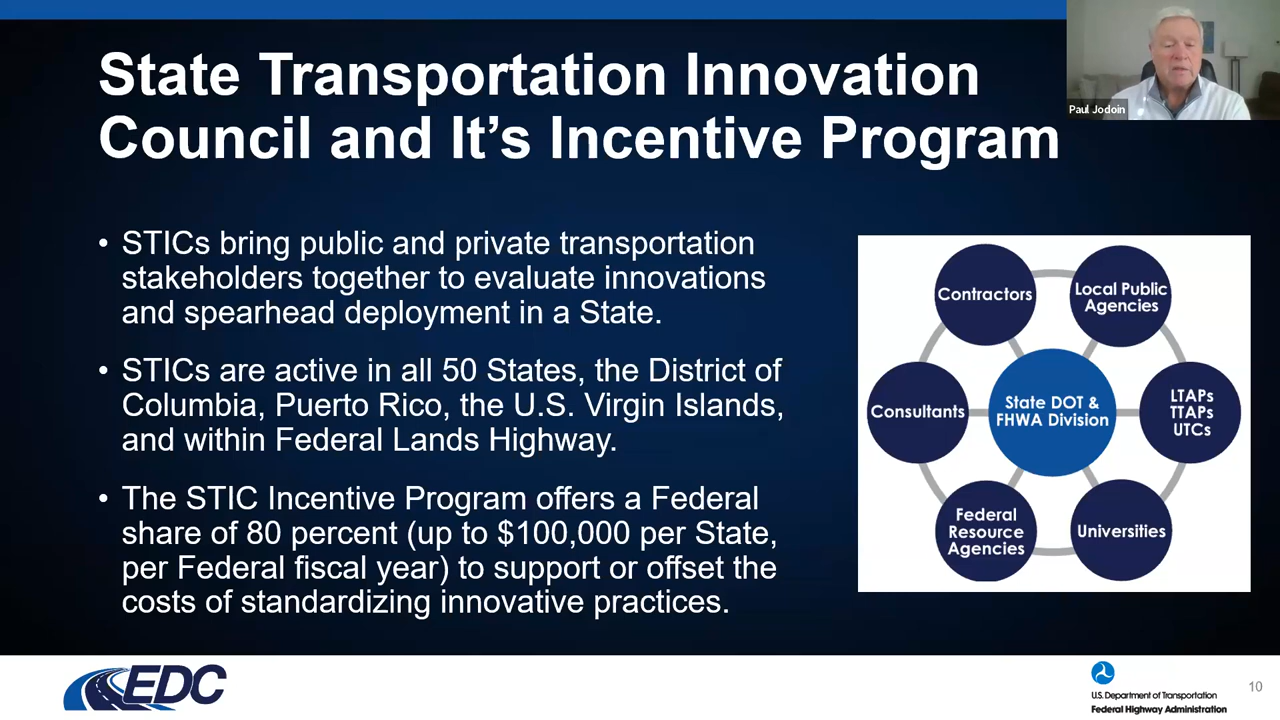 State Transportation Innovation
Council and It's Incentive Program
Paul Jodoin
• STICs bring public and private transportation
stakeholders together to evaluate innovations
and spearhead deployment in a State.
• STICs are active in all 50 States, the District of
Columbia, Puerto Rico, the U.S. Virgin Islands,
and within Federal Lands Highway.
• The STIC Incentive Program offers a Federal
share of 80 percent (up to $100,000 per State,
per Federal fiscal year) to support or offset the
costs of standardizing innovative practices.
Contractors
Local Public
Agencies
Consultants
State DOT &
FHWA Division
LTAPs
TTAPs
UTCs
Federal
Resource
Agencies
Universities
EDC
U.S. Department of Transportation
Federal Highway Administration
10